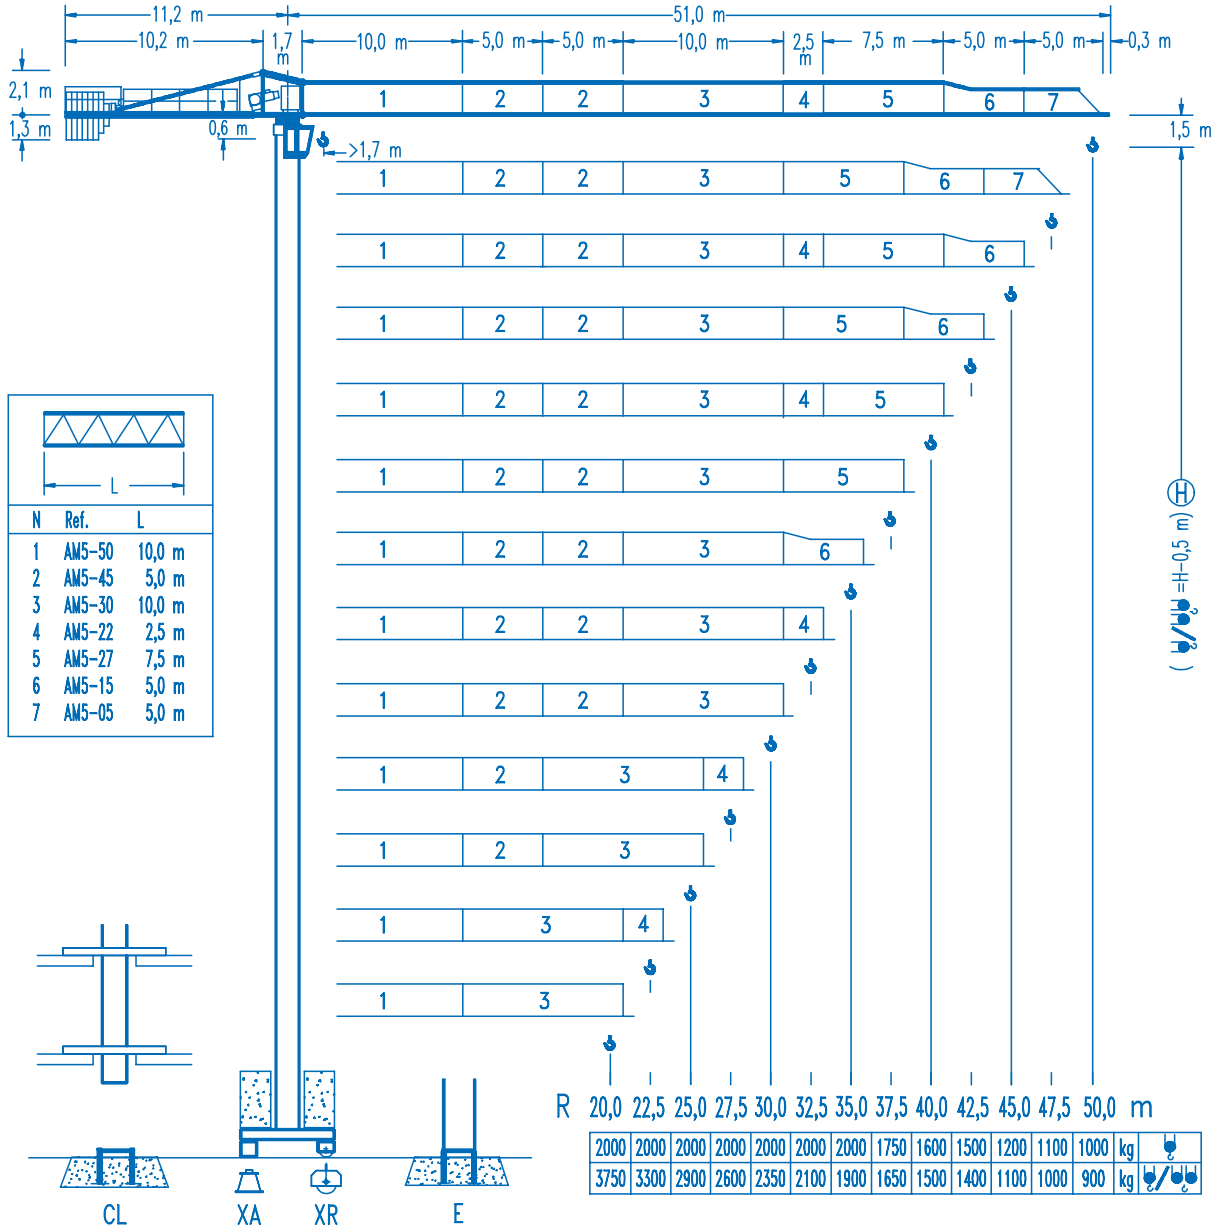 11,2 m 51,0 m
10,2 m 1,7 m 10,0 m 5,0 m 5,0 m 10,0 m 2,5 m 7,5 m 5,0 m 5,0 m 0,3 m
2,1 m
1 2 2 3 4 5 6 7
1,3 m 0,6 m 1,5 m
>1,7 m
1 2 2 3 5 6 7
1 2 2 3 4 5 6
1 2 2 3 5 6
1 2 2 3 4 5
1 2 2 3 5
1 2 2 3 6
1 2 2 3 4
1 2 2 3
1 2 3 4
1 2 3
1 3 4
1 3
H
( / =H-0,5 m)
L
N Ref. L
1 AM5-50 10,0 m
2 AM5-45 5,0 m
3 AM5-30 10,0 m
4 AM5-22 2,5 m
5 AM5-27 7,5 m
6 AM5-15 5,0 m
7 AM5-05 5,0 m
R 20,0 22,5 25,0 27,5 30,0 32,5 35,0 37,5 40,0 42,5 45,0 47,5 50,0 m
2000 2000 2000 2000 2000 2000 2000 1750 1600 1500 1200 1100 1000 kg
3750 3300 2900 2600 2350 2100 1900 1650 1500 1400 1100 1000 900 kg /
CL XA XR E